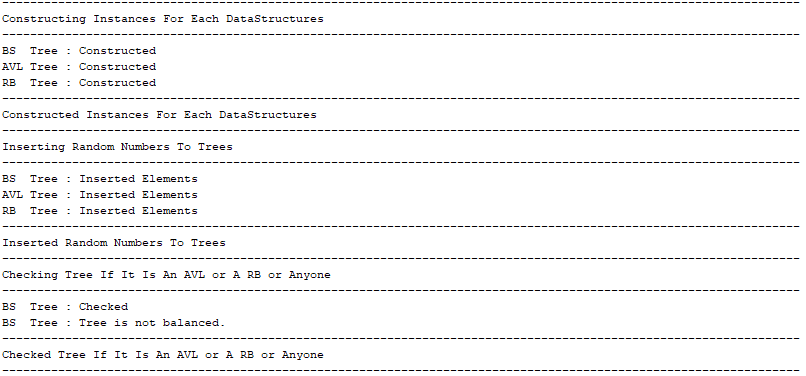 --------------------------------------------------------------------------------------------------------------------
Constructing Instances For Each DataStructures
--------------------------------------------------------------------------------------------------------------------
BS  Tree : Constructed
AVL Tree : Constructed
RB  Tree : Constructed
--------------------------------------------------------------------------------------------------------------------
Constructed Instances For Each DataStructures
--------------------------------------------------------------------------------------------------------------------
Inserting Random Numbers To Trees
--------------------------------------------------------------------------------------------------------------------
BS  Tree : Inserted Elements
AVL Tree : Inserted Elements
RB  Tree : Inserted Elements
--------------------------------------------------------------------------------------------------------------------
Inserted Random Numbers To Trees
--------------------------------------------------------------------------------------------------------------------
Checking Tree If It Is An AVL or A RB or Anyone
--------------------------------------------------------------------------------------------------------------------
BS  Tree : Checked
BS  Tree : Tree is not balanced.
--------------------------------------------------------------------------------------------------------------------
Checked Tree If It Is An AVL or A RB or Anyone
--------------------------------------------------------------------------------------------------------------------